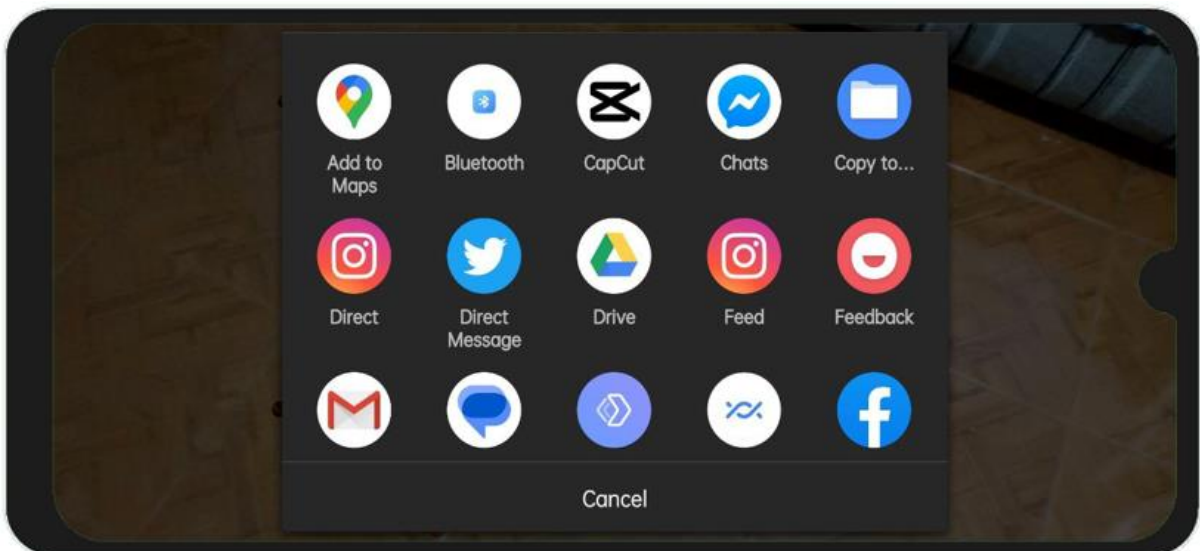 Add to
Maps
Bluetooth
CapCut
Chats
Copy to...
Direct
Direct
Message
Drive
Feed
Feedback
Cancel